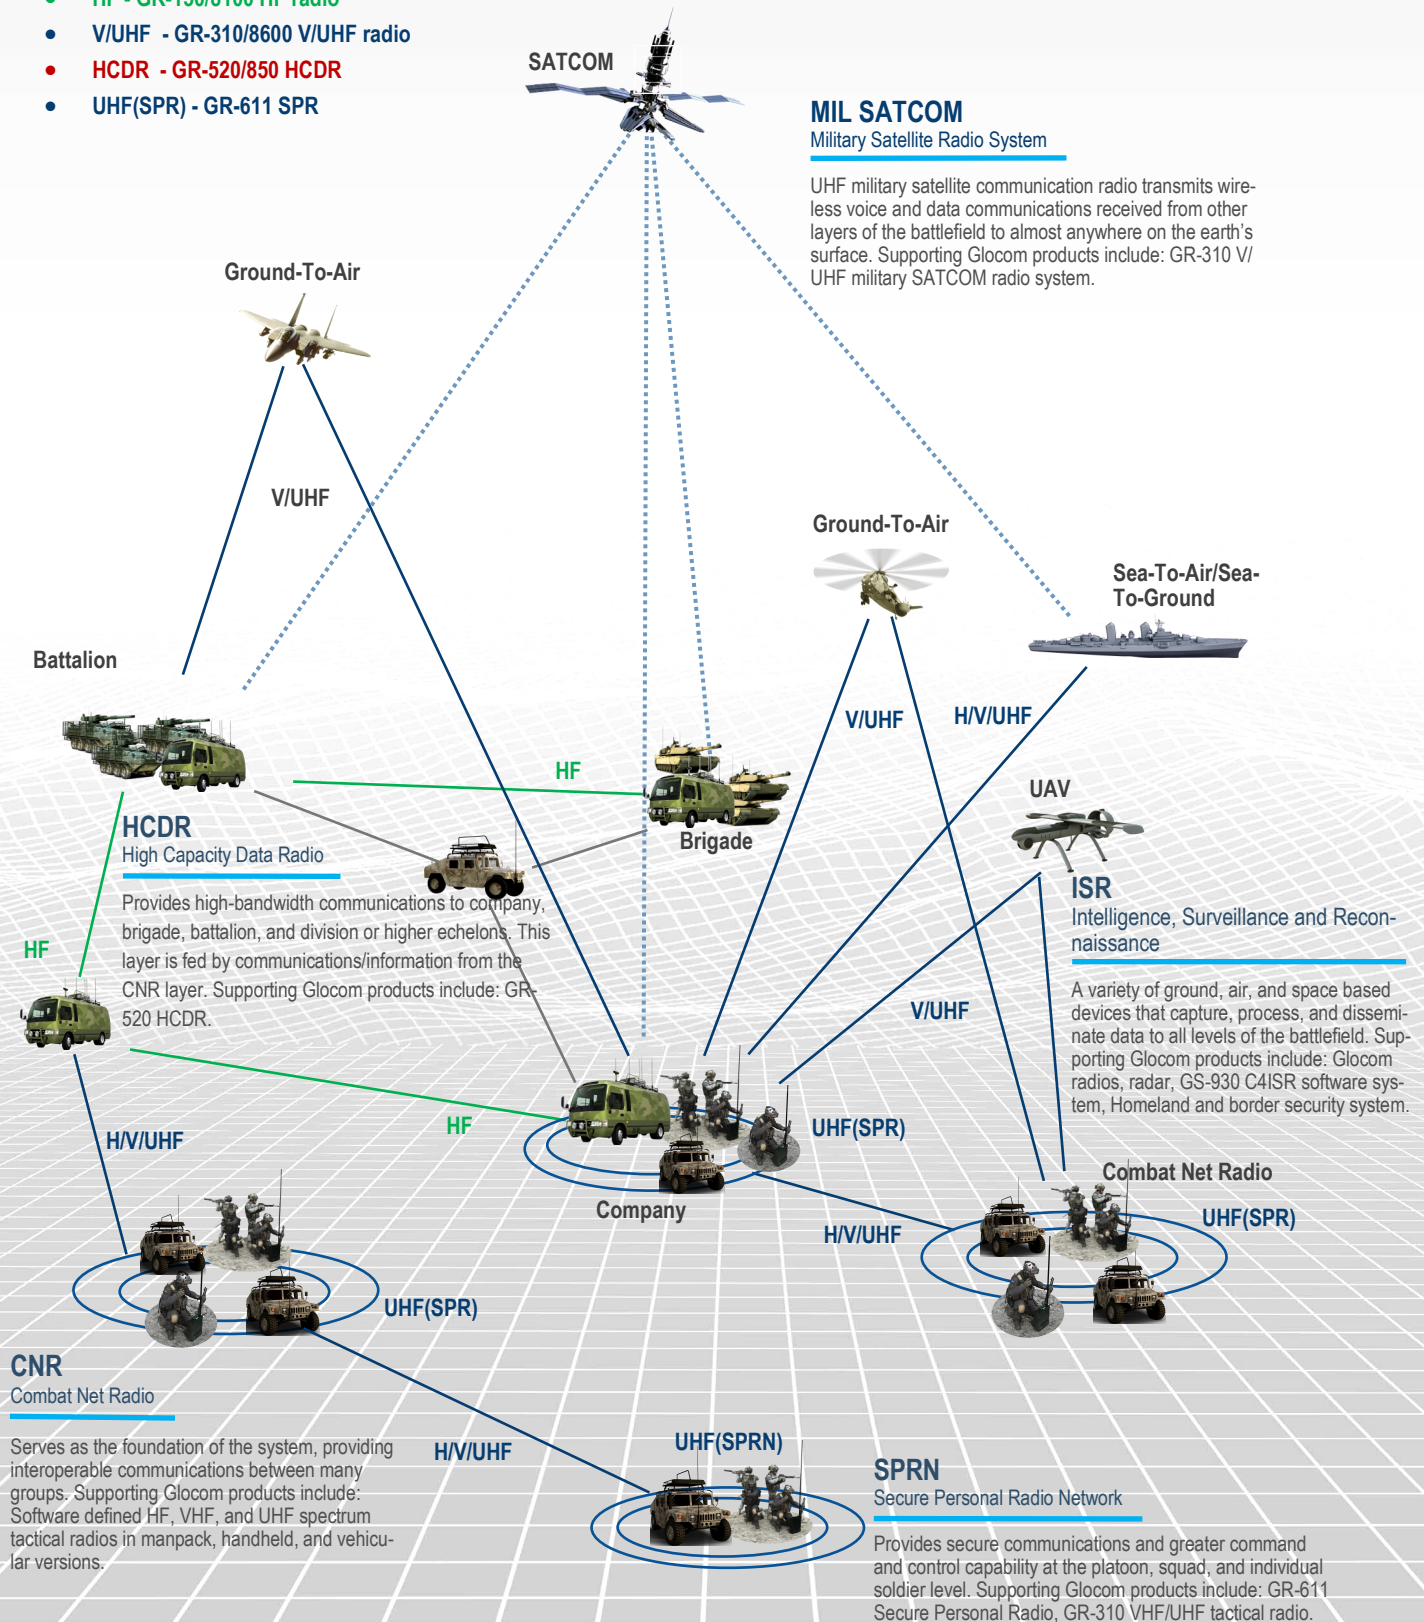 HF - GR-150/8100 HF radio
V/UHF - GR-310/8600 V/UHF radio
HCDR - GR-520/850 HCDR
UHF(SPR) - GR-611 SPR
SATCOM
MIL SATCOM
Military Satellite Radio System
UHF military satellite communication radio transmits wire-
less voice and data communications received from other
layers of the battlefield to almost anywhere on the earth's
surface. Supporting Glocom products include: GR-310 V/
UHF military SATCOM radio system.
Ground-To-Air
V/UHF
Ground-To-Air
Sea-To-Air/Sea-
To-Ground
Battalion
V/UHF
H/V/UHF
HF
UAV
Brigade
HCDR
High Capacity Data Radio
Provides high-bandwidth communications to company,
brigade, battalion, and division or higher echelons. This
layer is fed by communications/information from the
CNR layer. Supporting Glocom products include: GR-
520 HCDR.
HF
ISR
Intelligence, Surveillance and Recon-
naissance
A variety of ground, air, and space based
devices that capture, process, and dissemi-
nate data to all levels of the battlefield. Sup-
porting Glocom products include: Glocom
radios, radar, GS-930 C4ISR software sys-
tem, Homeland and border security system.
V/UHF
HF
UHF(SPR)
H/V/UHF
Company
Combat Net Radio
UHF(SPR)
H/V/UHF
UHF(SPR)
CNR
Combat Net Radio
Serves as the foundation of the system, providing
interoperable communications between many
groups. Supporting Glocom products include:
Software defined HF, VHF, and UHF spectrum
tactical radios in manpack, handheld, and vehicu-
lar versions.
H/V/UHF
UHF(SPRN)
SPRN
Secure Personal Radio Network
Provides secure communications and greater command
and control capability at the platoon, squad, and individual
soldier level. Supporting Glocom products include: GR-611
Secure Personal Radio, GR-310 VHF/UHF tactical radio.